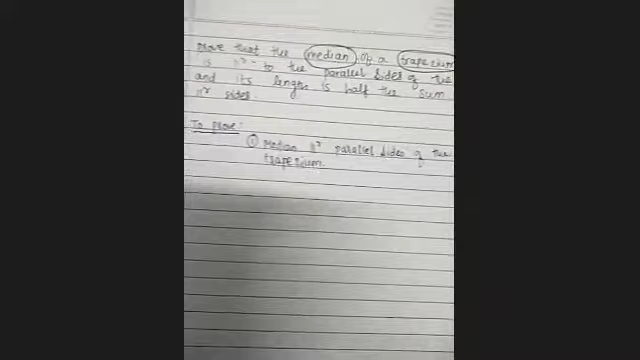 Prove that the median of a trapezium
is ||ˡ to the parallel sides of the
and its length is half the sum
||ˡ sides.
To prove:
① Median ||ˡ parallel sides of the
trapezium.